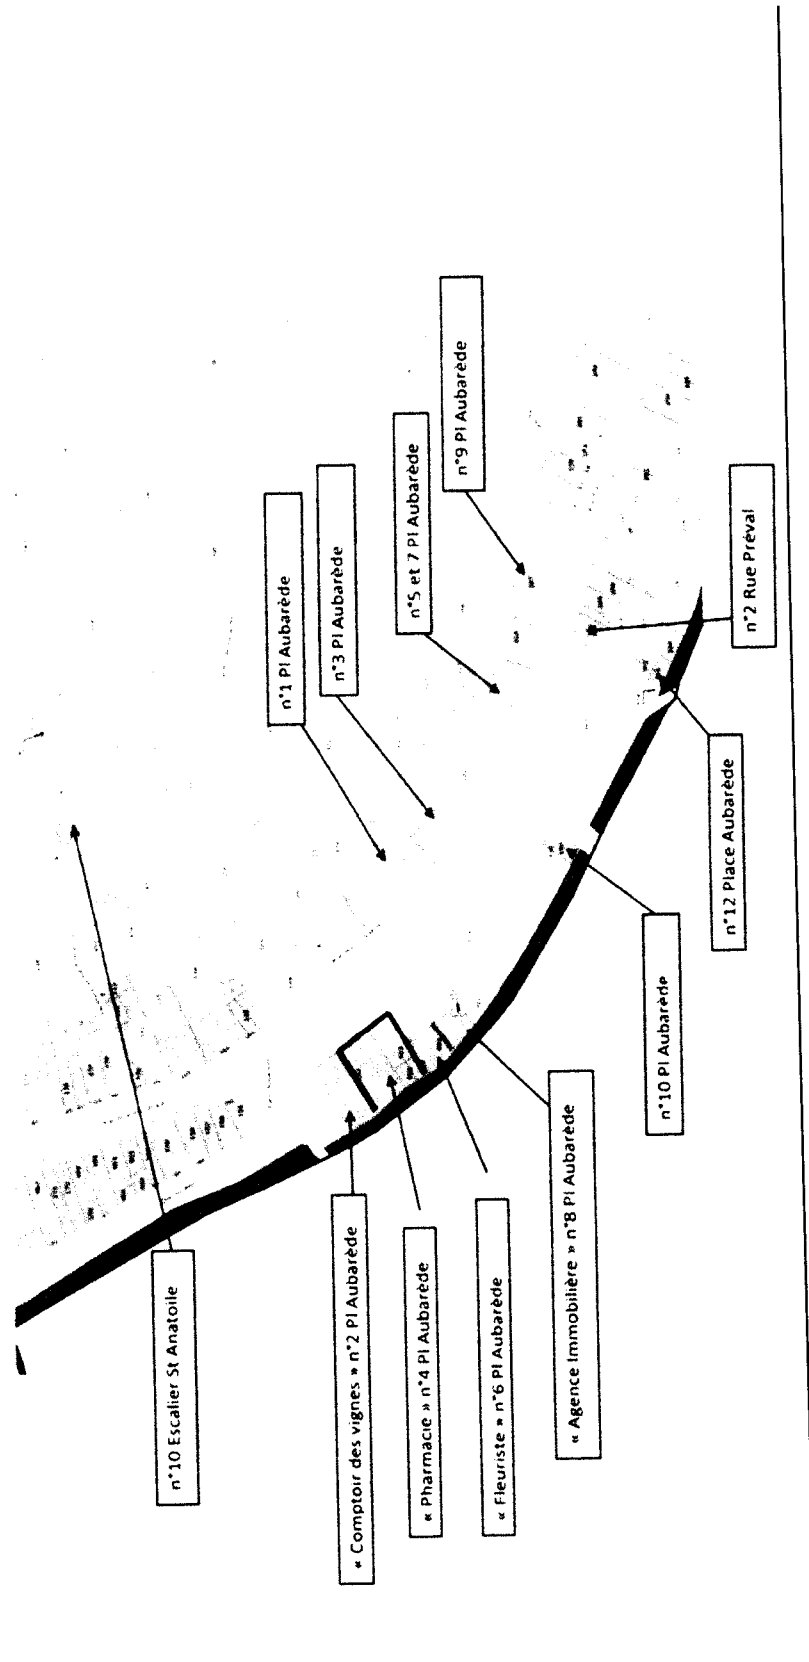 n°10 Escalier St Anatoile
« Comptoir des vignes » n°2 Pl Aubarède
« Pharmacie » n°4 Pl Aubarède
« Fleuriste » n°6 Pl Aubarède
« Agence Immobilière » n°8 Pl Aubarède
n°10 Pl Aubarède
n°12 Place Aubarède
n°1 Pl Aubarède
n°3 Pl Aubarède
n°5 et 7 Pl Aubarède
n°9 Pl Aubarède
n°2 Rue Préval